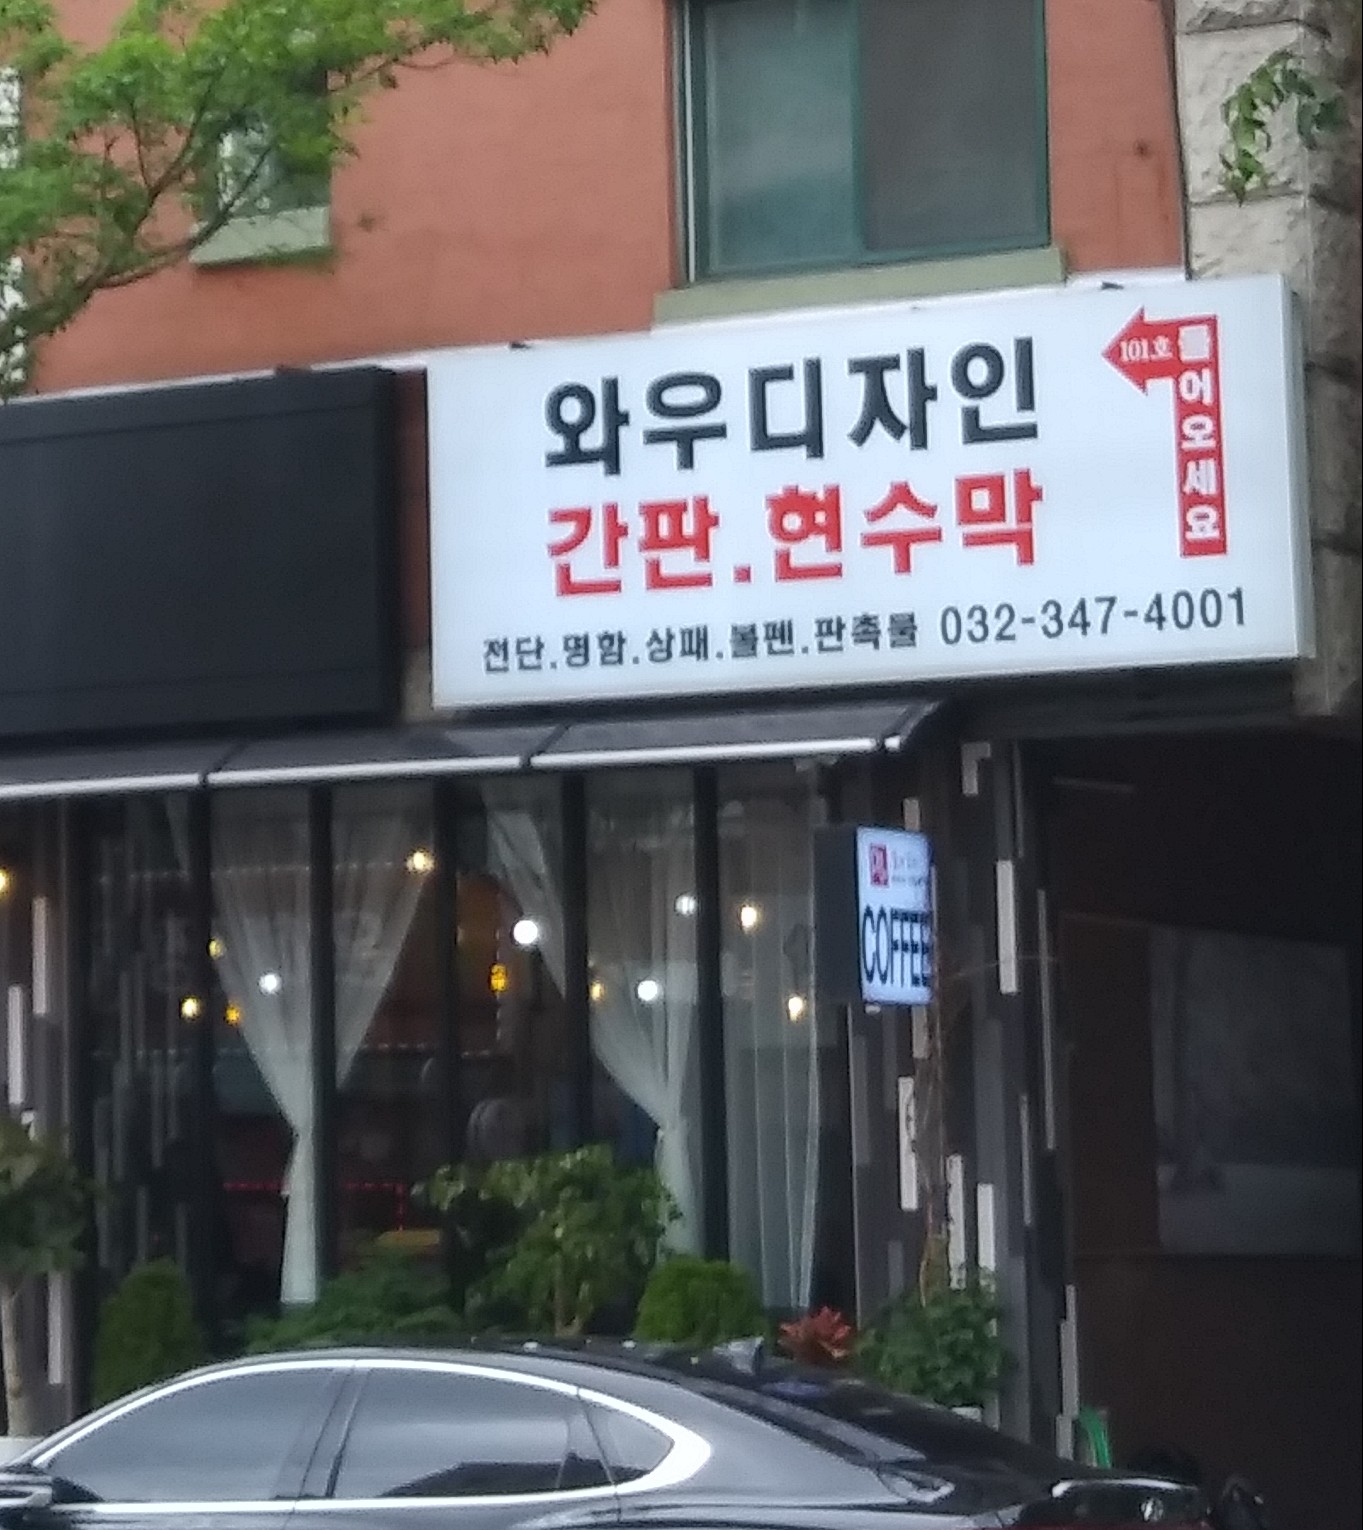 와우디자인
간판.현수막
전단.명함.상패.볼펜.판촉물 032-347-4001
101호
들어오세요
COFFEE